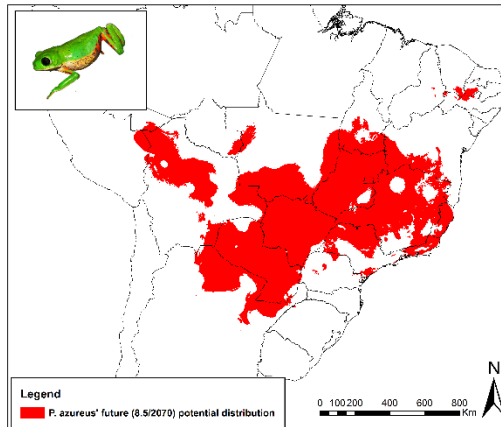 N
Legend
P. azureus' future (8.5/2070) potential distribution
0 100 200 400 600 800
Km